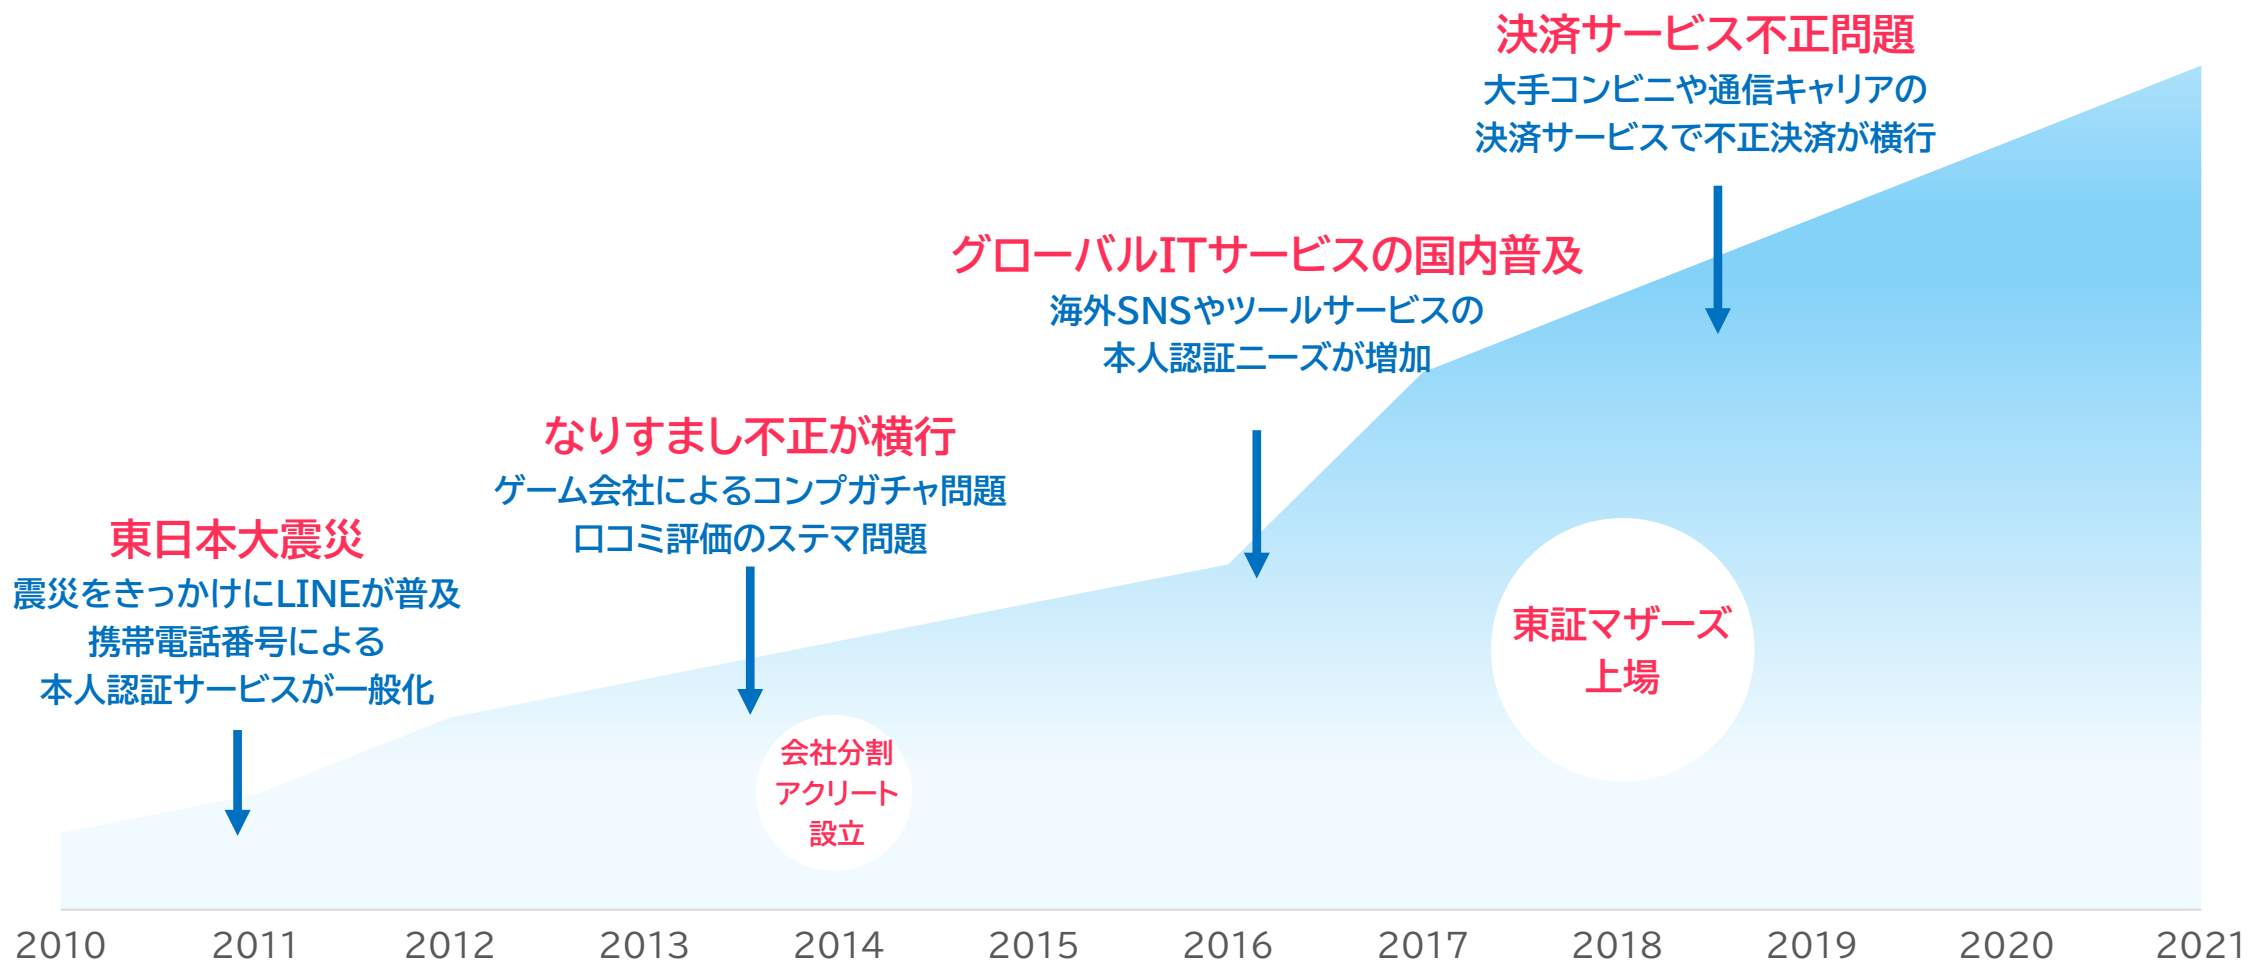 決済サービス不正問題
大手コンビニや通信キャリアの
決済サービスで不正決済が横行
グローバルITサービスの国内普及
海外SNSやツールサービスの
本人認証ニーズが増加
なりすまし不正が横行
ゲーム会社によるコンプガチャ問題
口コミ評価のステマ問題
東日本大震災
震災をきっかけにLINEが普及
携帯電話番号による
本人認証サービスが一般化
東証マザーズ
上場
会社分割
アクリート
設立
2010 2011 2012 2013 2014 2015 2016 2017 2018 2019 2020 2021